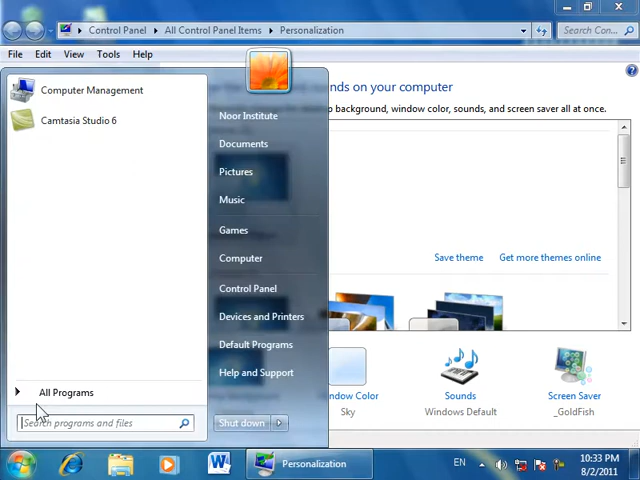 Control Panel ▸ All Control Panel Items ▸ Personalization
Search Con...
File Edit View Tools Help
Computer Management
Camtasia Studio 6
All Programs
Search programs and files
Noor Institute
Documents
Pictures
Music
Games
Computer
Control Panel
Devices and Printers
Default Programs
Help and Support
Shut down
nds on your computer
p background, window color, sounds, and screen saver all at once.
Save theme Get more themes online
Window Color
Sky
Sounds
Windows Default
Screen Saver
_GoldFish
Personalization
EN
10:33 PM
8/2/2011